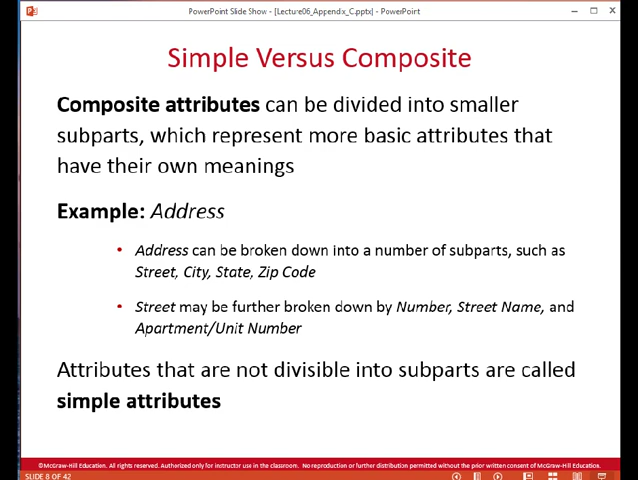 PowerPoint Slide Show - [Lecture06_Appendix_C.pptx] - PowerPoint
Simple Versus Composite
Composite attributes can be divided into smaller
subparts, which represent more basic attributes that
have their own meanings
Example: Address
• Address can be broken down into a number of subparts, such as
Street, City, State, Zip Code
• Street may be further broken down by Number, Street Name, and
Apartment/Unit Number
Attributes that are not divisible into subparts are called
simple attributes
©McGraw-Hill Education. All rights reserved. Authorized only for instructor use in the classroom. No reproduction or further distribution permitted without the prior written consent of McGraw-Hill Education.
SLIDE 8 OF 42